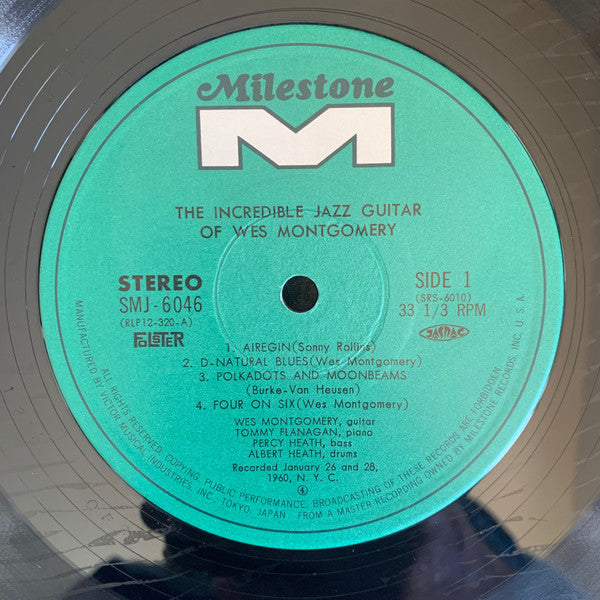 Milestone
M
THE INCREDIBLE JAZZ GUITAR
OF WES MONTGOMERY
STEREO
SMJ-6046
(RLP12-320-A)
POLSTER
SIDE 1
(SRS-6010)
33 1/3 RPM
JASRAC
1. AIREGIN(Sonny Rollins)
2. D-NATURAL BLUES(Wes Montgomery)
3. POLKADOTS AND MOONBEAMS
(Burke-Van Heusen)
4. FOUR ON SIX(Wes Montgomery)
WES MONTGOMERY, guitar
TOMMY FLANAGAN, piano
PERCY HEATH, bass
ALBERT HEATH, drums
Recorded January 26 and 28,
1960, N. Y. C.
4
ALL RIGHTS RESERVED. COPYING, PUBLIC PERFORMANCE, BROADCASTING OF THESE RECORDS ARE FORBIDDEN.
MANUFACTURED BY VICTOR MUSICAL INDUSTRIES INC. TOKYO, JAPAN. FROM A MASTER RECORDING OWNED BY MILESTONE RECORDS INC. U.S.A.